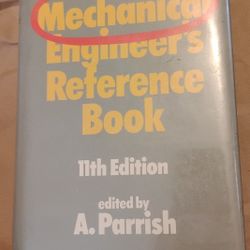 Mechanical
Engineer's
Reference
Book
11th Edition
edited by
A. Parrish